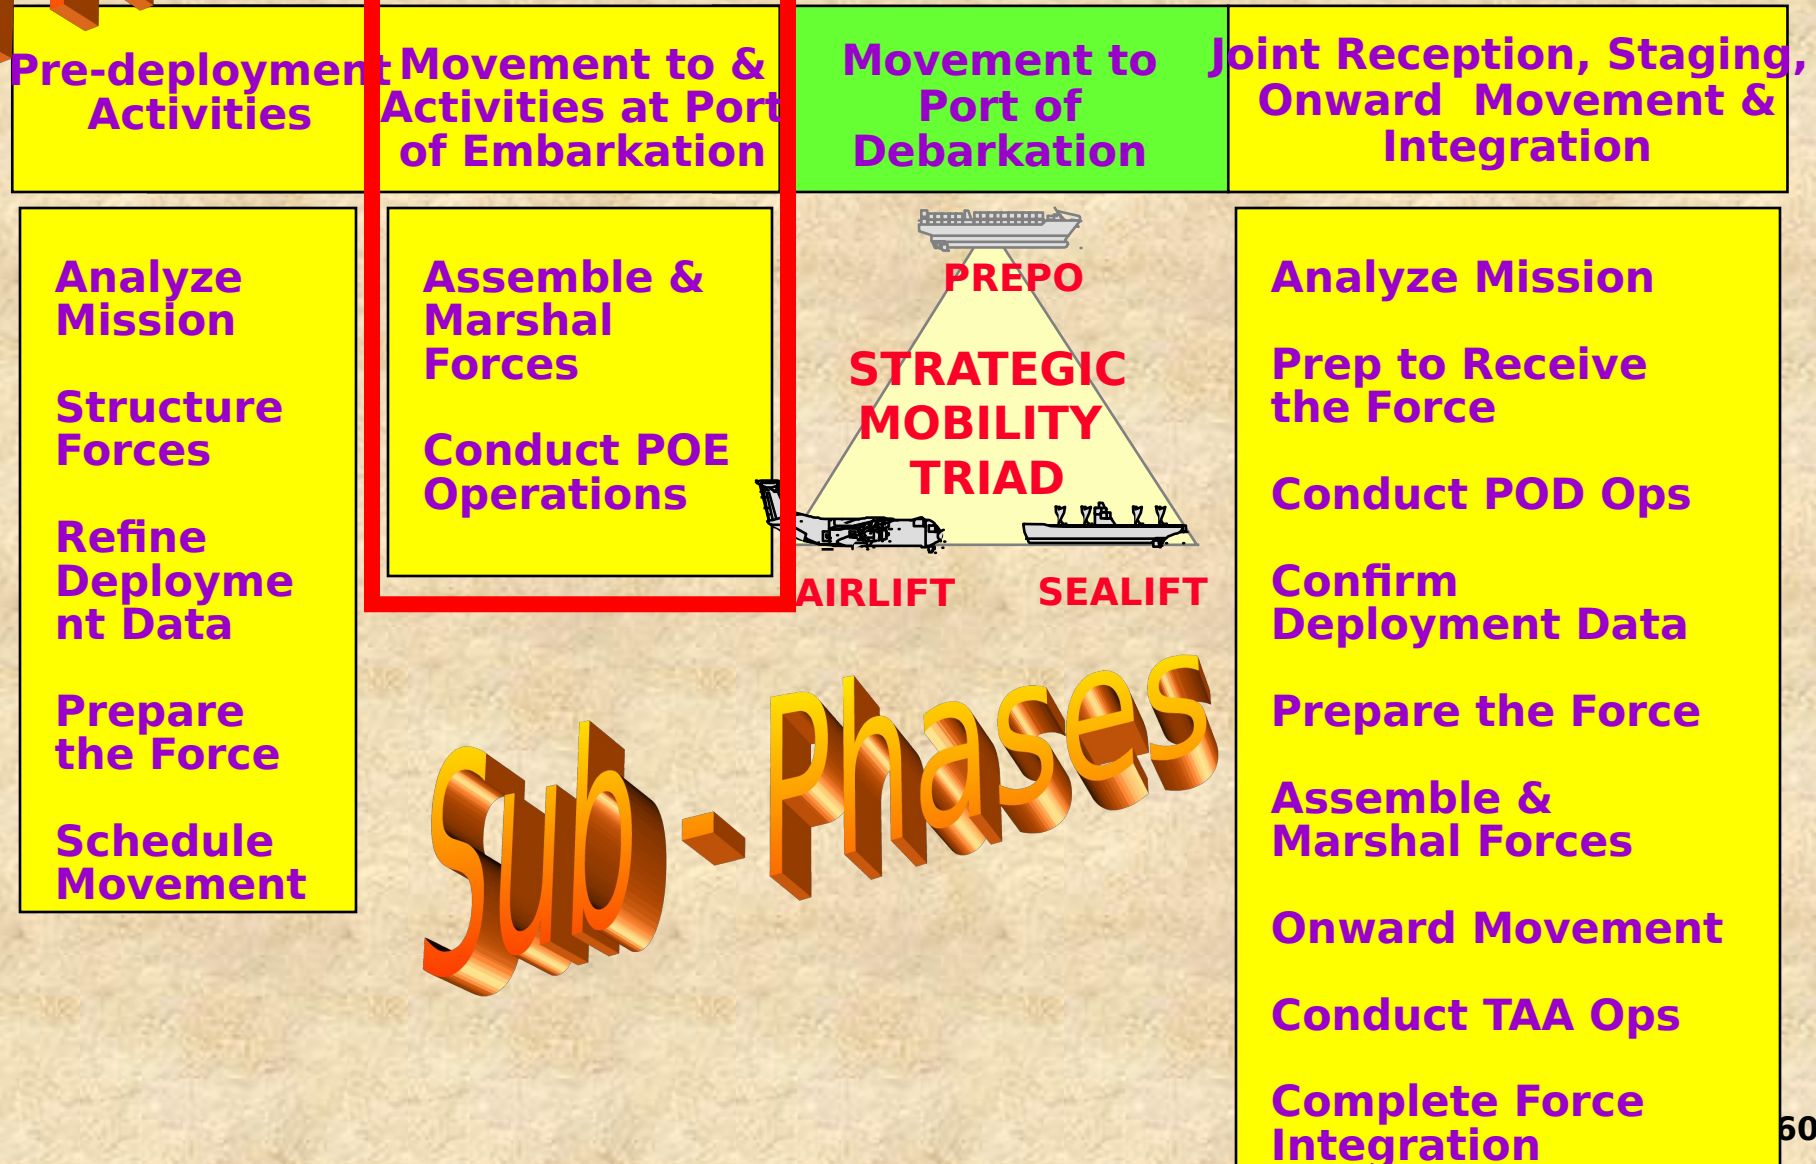 Pre-deployment
Activities
Movement to &
Activities at Port
of Embarkation
Movement to
Port of
Debarkation
Joint Reception, Staging,
Onward  Movement &
Integration
Analyze
Mission
Structure
Forces
Refine
Deployme
nt Data
Prepare
the Force
Schedule
Movement
Assemble &
Marshal
Forces
Conduct POE
Operations
PREPO
STRATEGIC
MOBILITY
TRIAD
AIRLIFT
SEALIFT
Sub - Phases
Analyze Mission
Prep to Receive
the Force
Conduct POD Ops
Confirm
Deployment Data
Prepare the Force
Assemble &
Marshal Forces
Onward Movement
Conduct TAA Ops
Complete Force
Integration
60